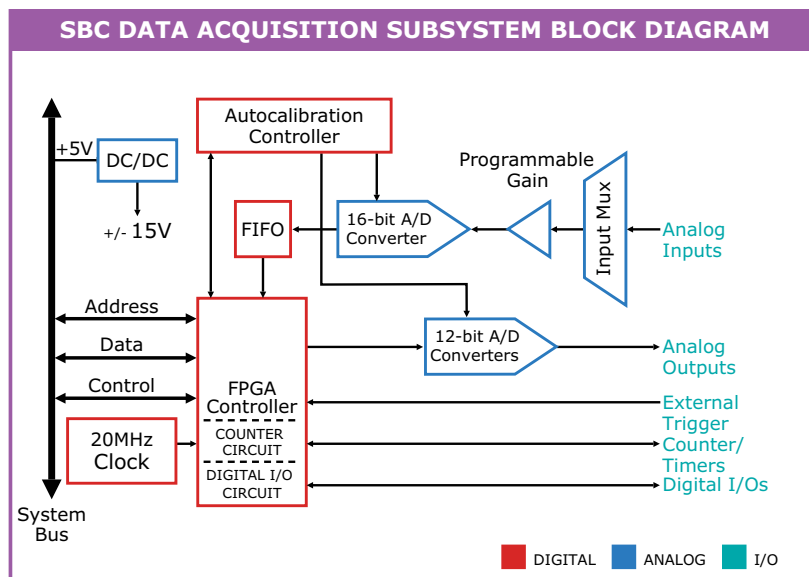 SBC DATA ACQUISITION SUBSYSTEM BLOCK DIAGRAM
Autocalibration
Controller
+5V
DC/DC
+/- 15V
Programmable
Gain
FIFO
16-bit A/D
Converter
Input Mux
Analog
Inputs
Address
Data
Control
12-bit A/D
Converters
Analog
Outputs
FPGA
Controller
COUNTER
CIRCUIT
DIGITAL I/O
CIRCUIT
External
Trigger
Counter/
Timers
Digital I/Os
20MHz
Clock
System
Bus
DIGITAL
ANALOG
I/O